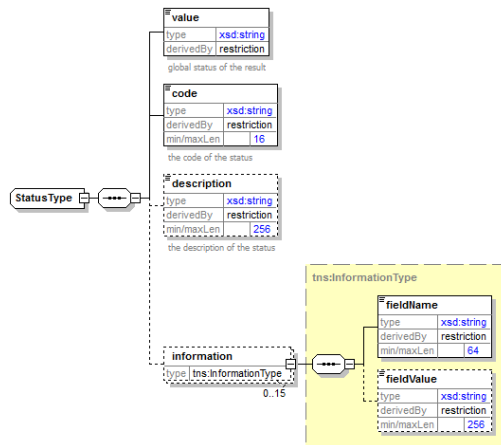 value
type xsd:string
derivedBy restriction
global status of the result
code
type xsd:string
derivedBy restriction
min/maxLen 16
the code of the status
StatusType
description
type xsd:string
derivedBy restriction
min/maxLen 256
the description of the status
tns:InformationType
fieldName
type xsd:string
derivedBy restriction
min/maxLen 64
information
type tns:InformationType
0..15
fieldValue
type xsd:string
derivedBy restriction
min/maxLen 256